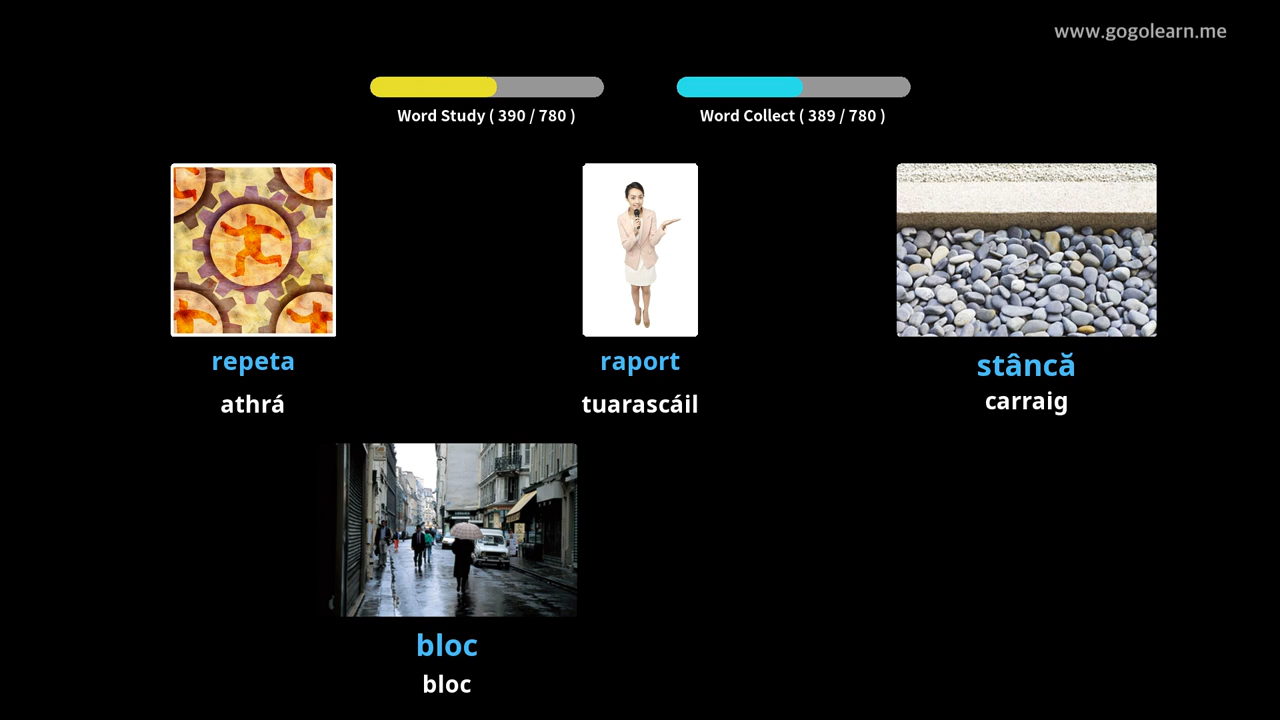 www.gogolearn.me
Word Study ( 390 / 780 )
Word Collect ( 389 / 780 )
repeta
athrá
raport
tuarascáil
stâncă
carraig
bloc
bloc